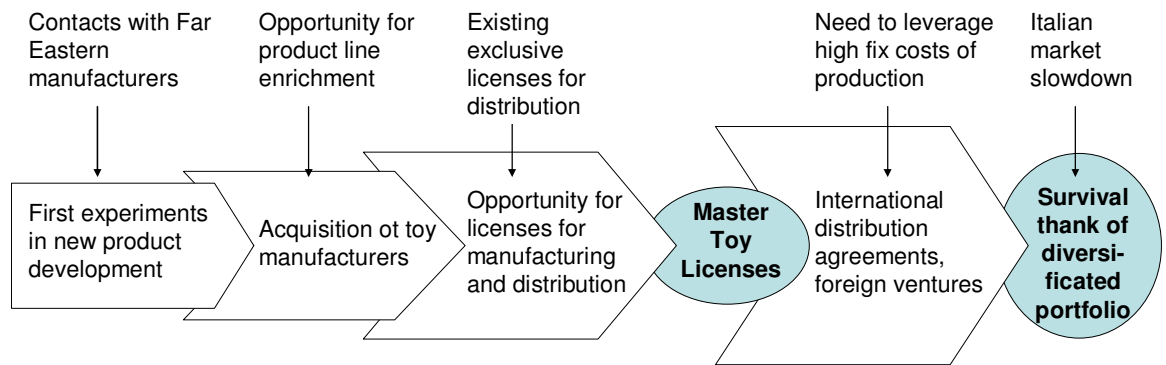 Contacts with Far
Eastern
manufacturers
Opportunity for
product line
enrichment
Existing
exclusive
licenses for
distribution
Need to leverage
high fix costs of
production
Italian
market
slowdown
First experiments
in new product
development
Acquisition ot toy
manufacturers
Opportunity for
licenses for
manufacturing
and distribution
Master
Toy
Licenses
International
distribution
agreements,
foreign ventures
Survival
thank of
diversi-
ficated
portfolio